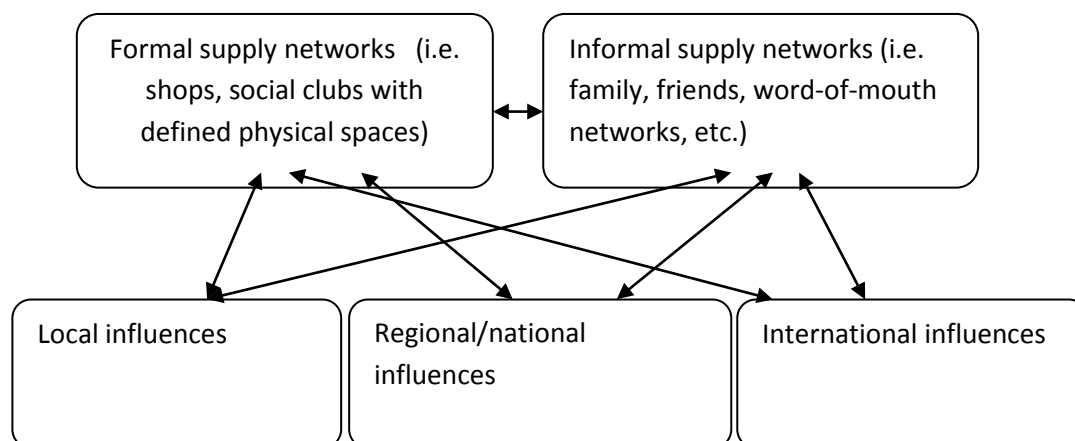 Formal supply networks (i.e.
shops, social clubs with
defined physical spaces)
Informal supply networks (i.e.
family, friends, word-of-mouth
networks, etc.)
Local influences
Regional/national
influences
International influences